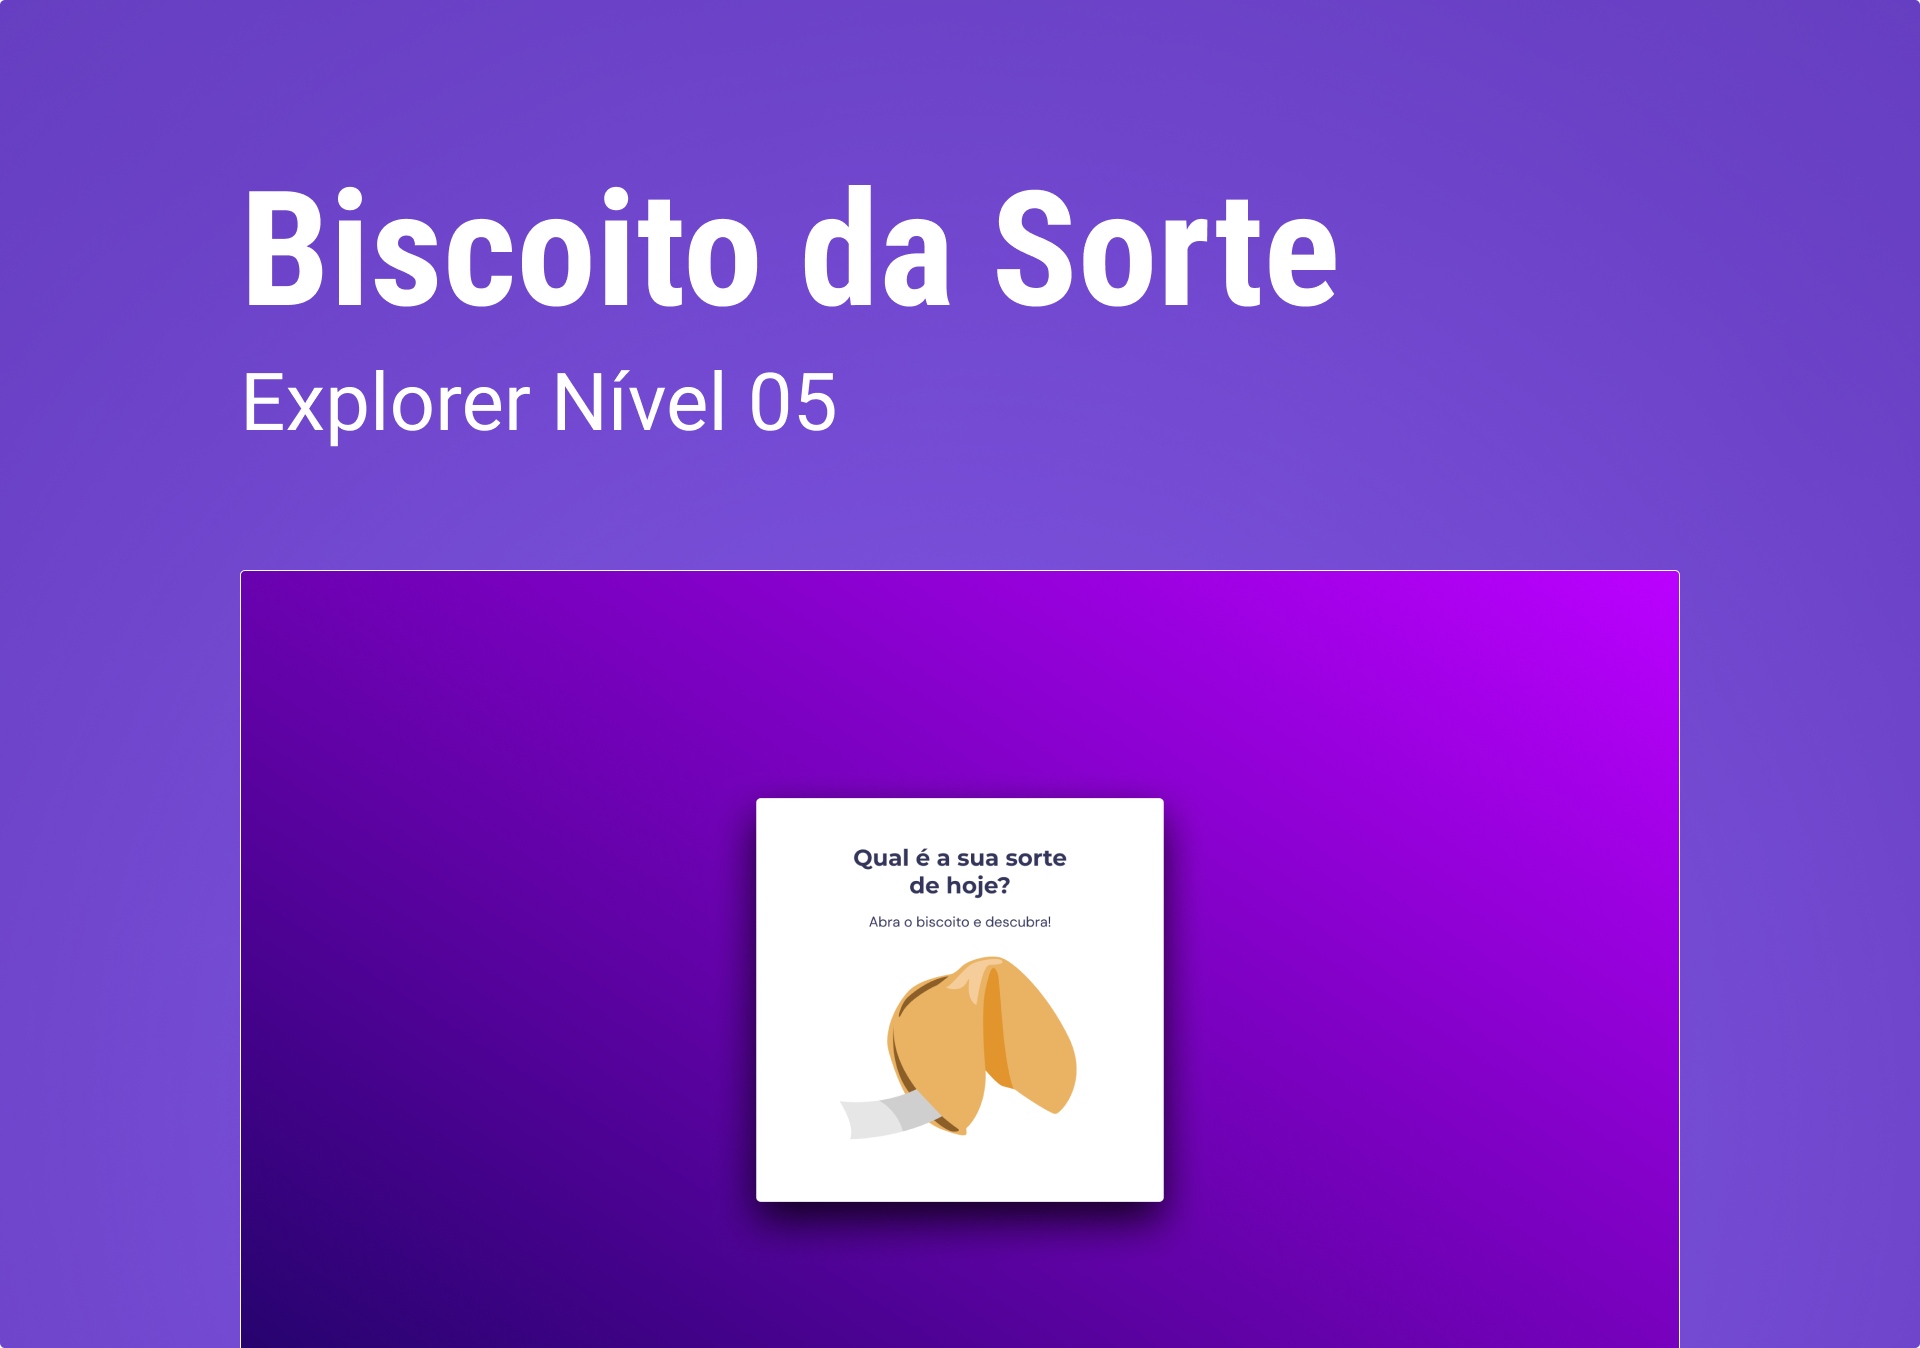 Biscoito da Sorte
Explorer Nível 05
Qual é a sua sorte
de hoje?
Abra o biscoito e descubra!